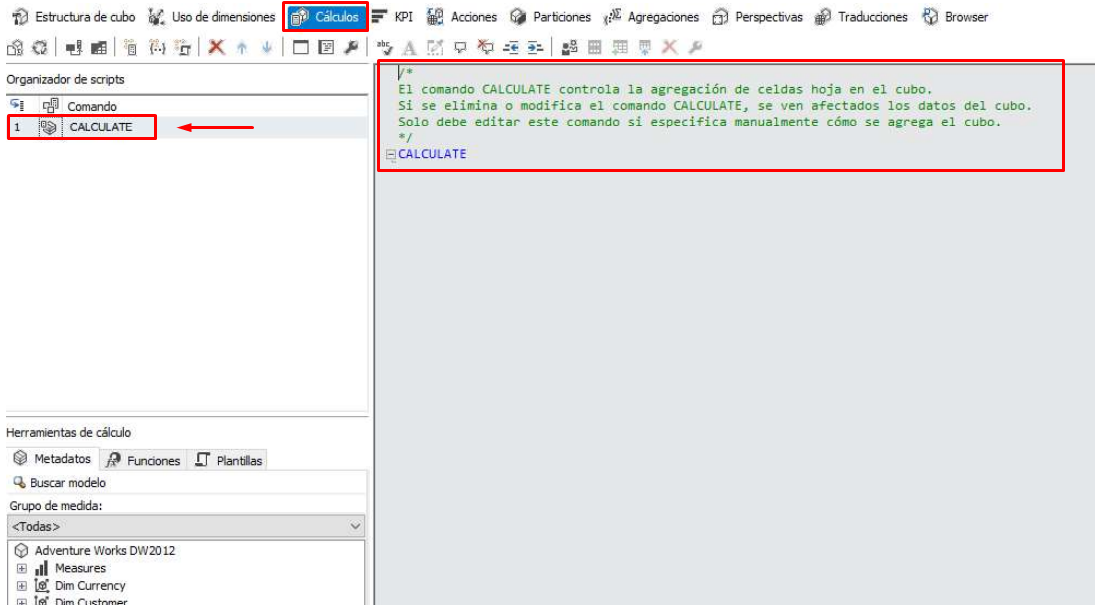 Estructura de cubo Uso de dimensiones Cálculos KPI Acciones Particiones Agregaciones Perspectivas Traducciones Browser
Organizador de scripts
Comando
1 CALCULATE
/*
El comando CALCULATE controla la agregación de celdas hoja en el cubo.
Si se elimina o modifica el comando CALCULATE, se ven afectados los datos del cubo.
Solo debe editar este comando si especifica manualmente cómo se agrega el cubo.
*/
CALCULATE
Herramientas de cálculo
Metadatos Funciones Plantillas
Buscar modelo
Grupo de medida:
<Todas>
Adventure Works DW2012
Measures
Dim Currency
Dim Customer